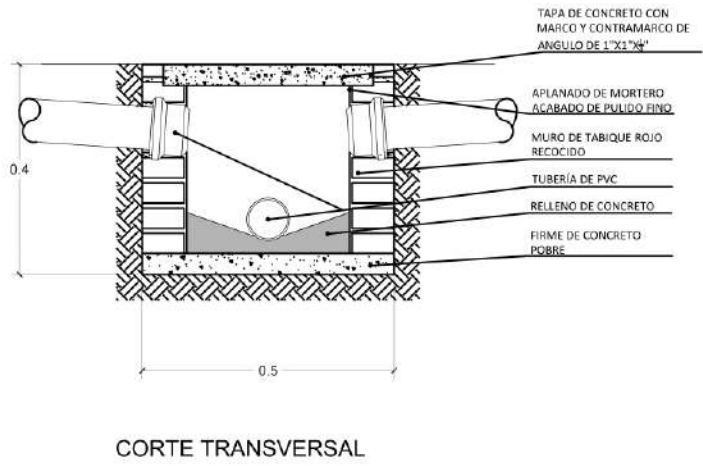 TAPA DE CONCRETO CON
MARCO Y CONTRAMARCO DE
ANGULO DE 1"X1"X
APLANADO DE MORTERO
ACABADO DE PULIDO FINO
MURO DE TABIQUE ROJO
RECOCIDO
TUBERÍA DE PVC
RELLENO DE CONCRETO
FIRME DE CONCRETO
POBRE
0.4
0.5
CORTE TRANSVERSAL